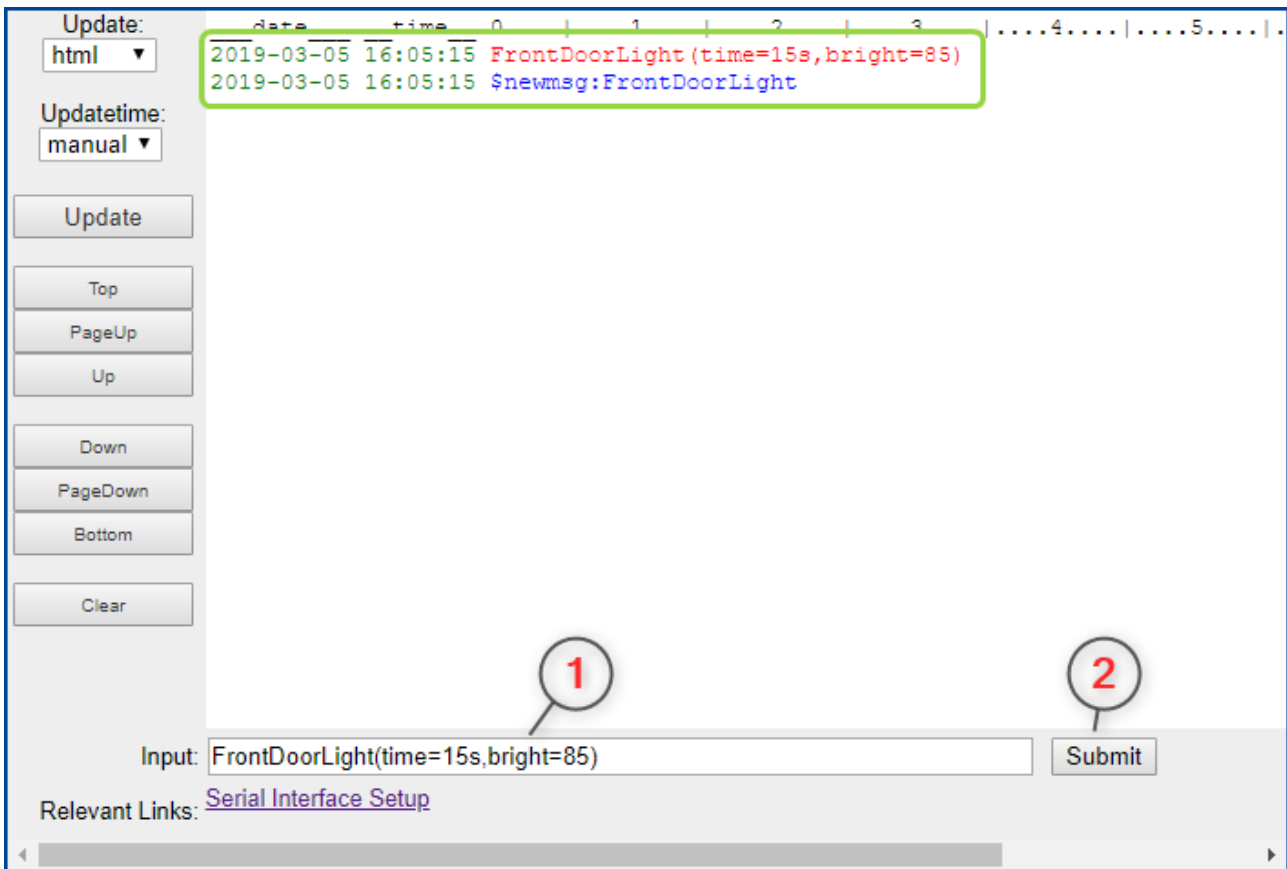 Update:
html
___date___ __time__ 0    |    1    |    2    |    3    |....4....|....5....|.
2019-03-05 16:05:15 FrontDoorLight(time=15s,bright=85)
2019-03-05 16:05:15 $newmsg:FrontDoorLight
Updatetime:
manual
Update
Top
PageUp
Up
Down
PageDown
Bottom
Clear
1
2
Input: FrontDoorLight(time=15s,bright=85) Submit
Relevant Links: Serial Interface Setup